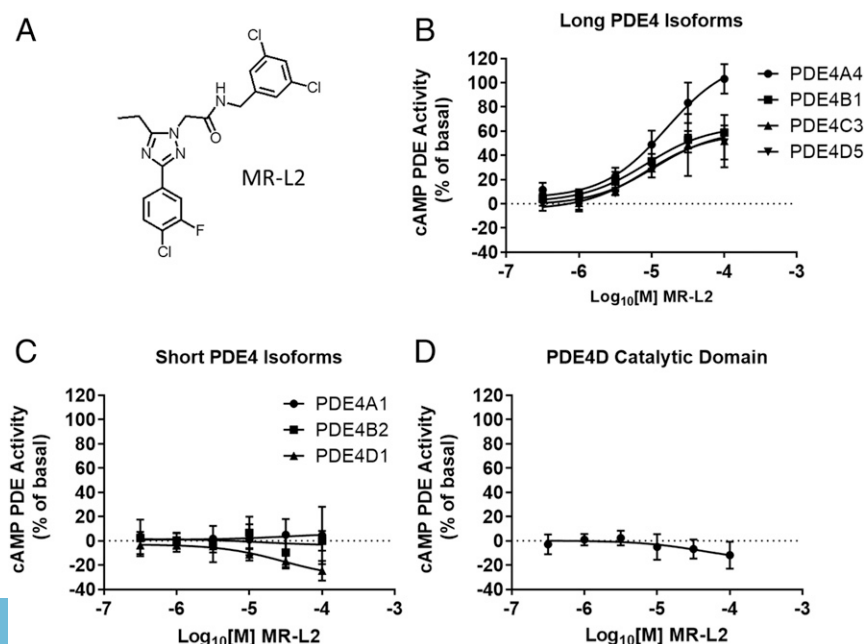 A
Cl
Cl
H
N
O
N
N
N
MR-L2
F
Cl
B
Long PDE4 Isoforms
cAMP PDE Activity
(% of basal)
120
100
80
60
40
20
0
-20
-40
-7
-6
-5
-4
-3
Log10[M] MR-L2
PDE4A4
PDE4B1
PDE4C3
PDE4D5
C
Short PDE4 Isoforms
cAMP PDE Activity
(% of basal)
120
100
80
60
40
20
0
-20
-40
-7
-6
-5
-4
-3
Log10[M] MR-L2
PDE4A1
PDE4B2
PDE4D1
D
PDE4D Catalytic Domain
cAMP PDE Activity
(% of basal)
120
100
80
60
40
20
0
-20
-40
-7
-6
-5
-4
-3
Log10[M] MR-L2